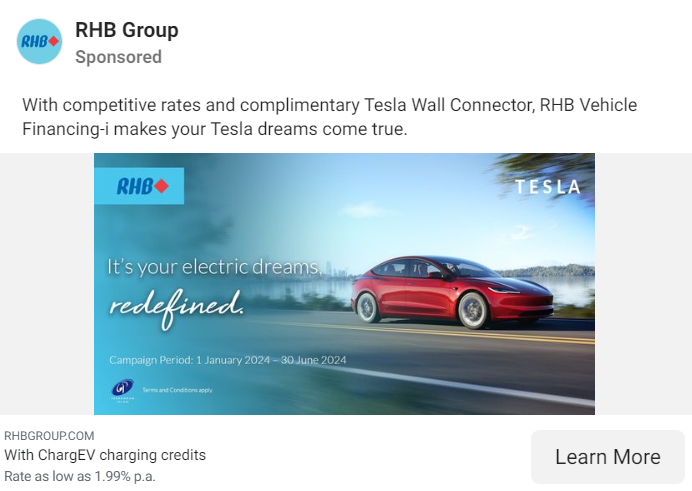 RHB
RHB Group
Sponsored
With competitive rates and complimentary Tesla Wall Connector, RHB Vehicle
Financing-i makes your Tesla dreams come true.
RHB
TESLA
It's your electric dreams,
redefined.
Campaign Period: 1 January 2024 – 30 June 2024
Terms and Conditions apply.
RHBGROUP.COM
With ChargEV charging credits
Rate as low as 1.99% p.a.
Learn More